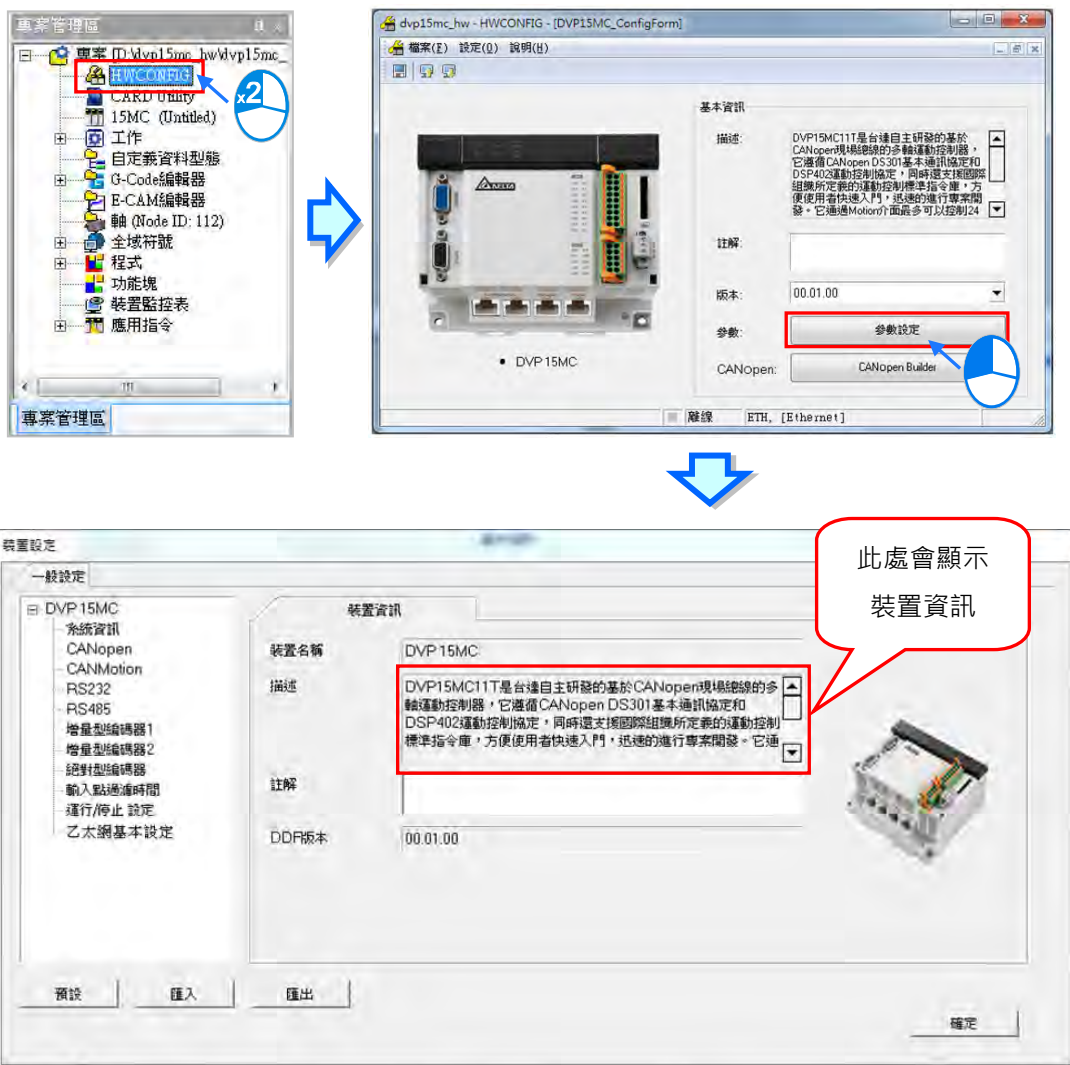 專案管理區
專案 [D:\dvp15mc_hw\dvp15mc_
HWCONFIG
CARD Utility
15MC (Untitled)
工作
自定義資料型態
G-Code編輯器
E-CAM編輯器
軸 (Node ID: 112)
全域符號
程式
功能塊
裝置監控表
應用指令
專案管理區
x2
dvp15mc_hw - HWCONFIG - [DVP15MC_ConfigForm]
檔案(F) 設定(O) 說明(H)
DELTA
• DVP15MC
基本資訊
描述:
DVP15MC11T是台達自主研發的基於
CANopen現場總線的多軸運動控制器，
它遵循CANopen DS301基本通訊協定和
DSP402運動控制協定，同時還支援國際
組織所定義的運動控制標準指令庫，方
便使用者快速入門，迅速的進行專案開
發。它通過Motion介面最多可以控制24
註解:
版本:
00.01.00
參數:
參數設定
CANopen:
CANopen Builder
離線
ETH, [Ethernet]
裝置設定
一般設定
DVP15MC
系統資訊
CANopen
CANMotion
RS232
RS485
增量型編碼器1
增量型編碼器2
絕對型編碼器
輸入點過濾時間
運行/停止 設定
乙太網基本設定
裝置資訊
裝置名稱
DVP15MC
描述
DVP15MC11T是台達自主研發的基於CANopen現場總線的多
軸運動控制器，它遵循CANopen DS301基本通訊協定和
DSP402運動控制協定，同時還支援國際組織所定義的運動控制
標準指令庫，方便使用者快速入門，迅速的進行專案開發。它通
註解
DDF版本
00.01.00
此處會顯示
裝置資訊
預設
匯入
匯出
確定